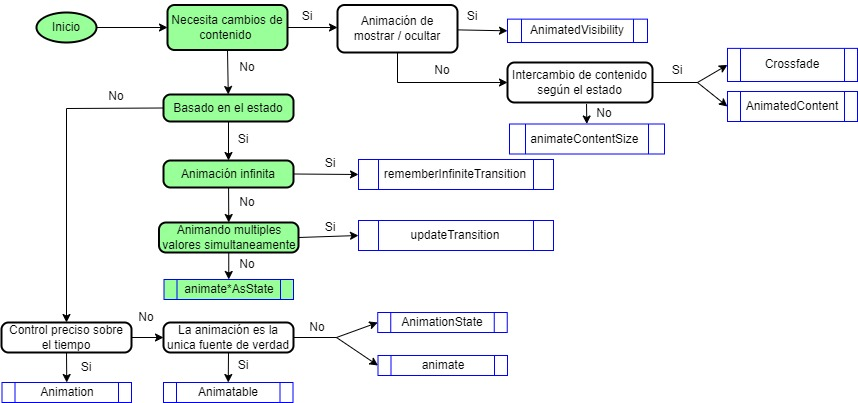 Inicio
Necesita cambios de
contenido
Si
Animación de
mostrar / ocultar
Si
AnimatedVisibility
No
No
Intercambio de contenido
según el estado
Si
Crossfade
AnimatedContent
No
animateContentSize
No
Basado en el estado
Si
Animación infinita
Si
rememberInfiniteTransition
No
Animando multiples
valores simultaneamente
Si
updateTransition
No
animate*AsState
Control preciso sobre
el tiempo
No
La animación es la
unica fuente de verdad
No
AnimationState
animate
Si
Si
Animation
Animatable